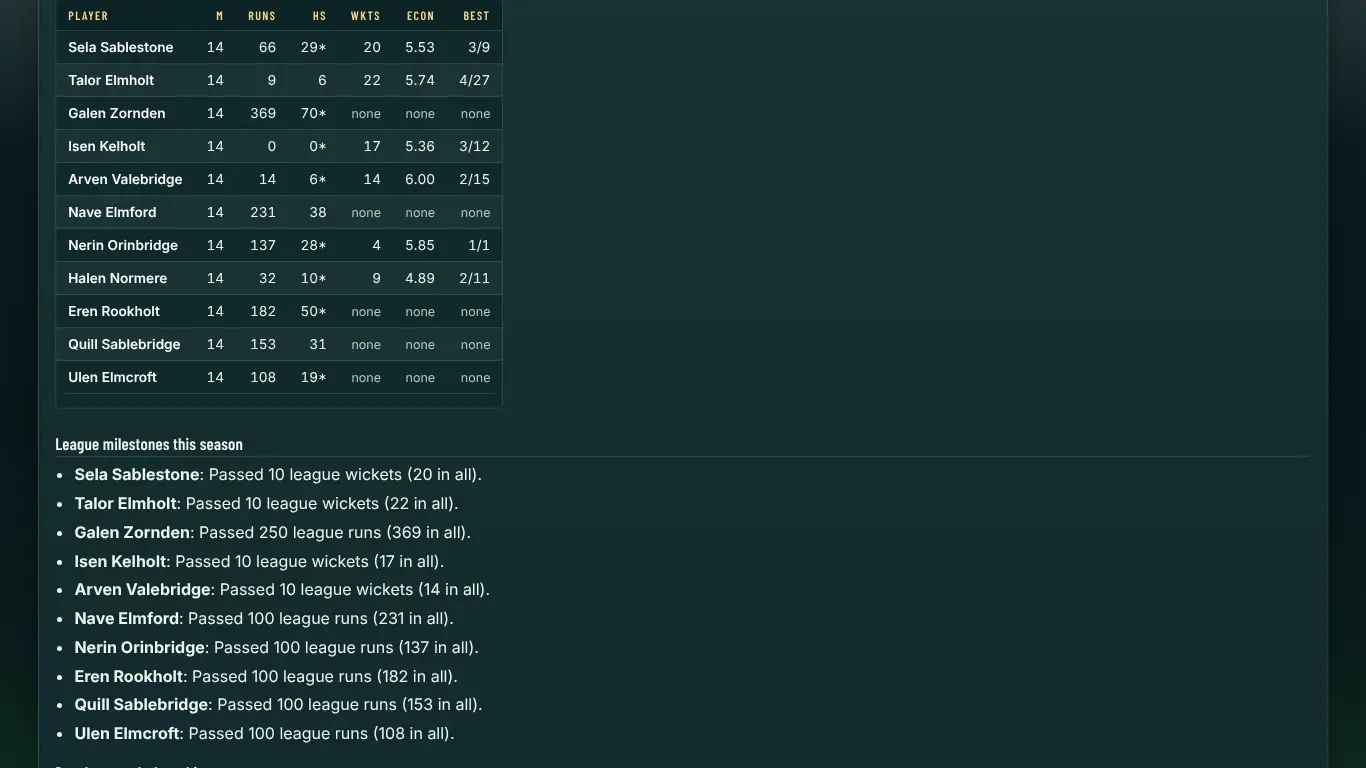 PLAYER M RUNS HS WKTS ECON BEST
Sela Sablestone 14 66 29* 20 5.53 3/9
Talor Elmholt 14 9 6 22 5.74 4/27
Galen Zornden 14 369 70* none none none
Isen Kelholt 14 0 0* 17 5.36 3/12
Arven Valebridge 14 14 6* 14 6.00 2/15
Nave Elmford 14 231 38 none none none
Nerin Orinbridge 14 137 28* 4 5.85 1/1
Halen Normere 14 32 10* 9 4.89 2/11
Eren Rookholt 14 182 50* none none none
Quill Sablebridge 14 153 31 none none none
Ulen Elmcroft 14 108 19* none none none
League milestones this season
• Sela Sablestone: Passed 10 league wickets (20 in all).
• Talor Elmholt: Passed 10 league wickets (22 in all).
• Galen Zornden: Passed 250 league runs (369 in all).
• Isen Kelholt: Passed 10 league wickets (17 in all).
• Arven Valebridge: Passed 10 league wickets (14 in all).
• Nave Elmford: Passed 100 league runs (231 in all).
• Nerin Orinbridge: Passed 100 league runs (137 in all).
• Eren Rookholt: Passed 100 league runs (182 in all).
• Quill Sablebridge: Passed 100 league runs (153 in all).
• Ulen Elmcroft: Passed 100 league runs (108 in all).